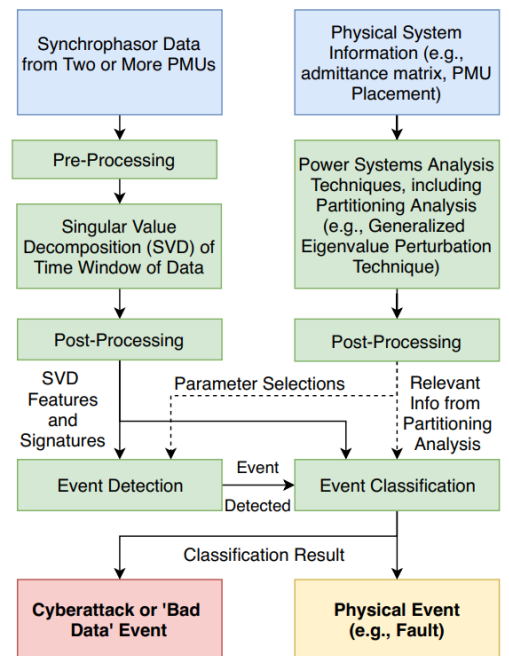 Synchrophasor Data
from Two or More PMUs
Physical System
Information (e.g.,
admittance matrix, PMU
Placement)
Pre-Processing
Power Systems Analysis
Techniques, including
Partitioning Analysis
(e.g., Generalized
Eigenvalue Perturbation
Technique)
Singular Value
Decomposition (SVD) of
Time Window of Data
Post-Processing
Post-Processing
SVD
Features
and
Signatures
Parameter Selections
Relevant
Info from
Partitioning
Analysis
Event Detection
Event
Detected
Event Classification
Classification Result
Cyberattack or 'Bad
Data' Event
Physical Event
(e.g., Fault)